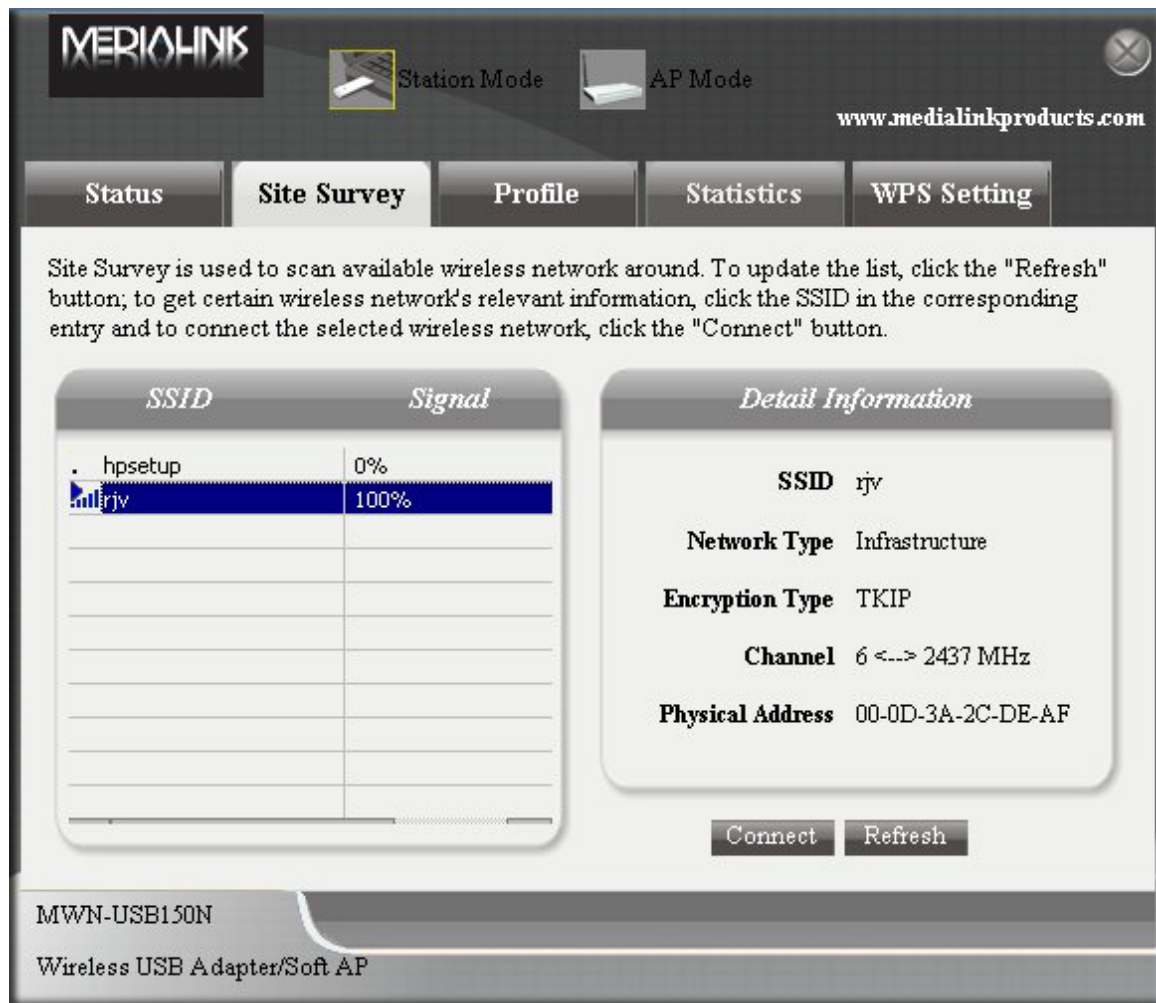 MEDIALINK
Station Mode
AP Mode
www.medialinkproducts.com
Status
Site Survey
Profile
Statistics
WPS Setting
Site Survey is used to scan available wireless network around. To update the list, click the "Refresh"
button; to get certain wireless network's relevant information, click the SSID in the corresponding
entry and to connect the selected wireless network, click the "Connect" button.
SSID Signal
hpsetup 0%
rjv 100%
Detail Information
SSID rjv
Network Type Infrastructure
Encryption Type TKIP
Channel 6 <--> 2437 MHz
Physical Address 00-0D-3A-2C-DE-AF
Connect
Refresh
MWN-USB150N
Wireless USB Adapter/Soft AP